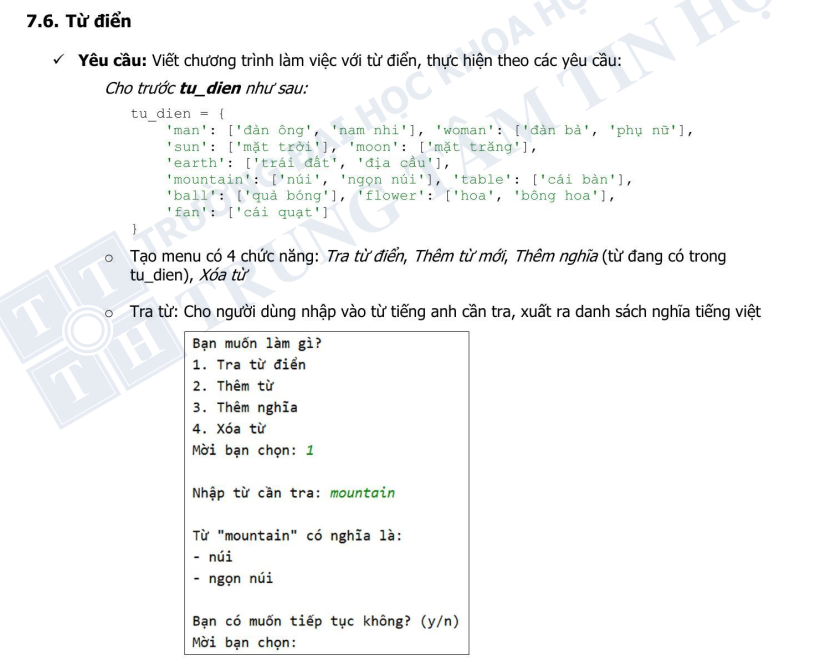 7.6. Từ điển
✓ Yêu cầu: Viết chương trình làm việc với từ điển, thực hiện theo các yêu cầu:
Cho trước tu_dien như sau:
tu_dien = {
'man': ['đàn ông', 'nam nhi'], 'woman': ['đàn bà', 'phụ nữ'],
'sun': ['mặt trời'], 'moon': ['mặt trăng'],
'earth': ['trái đất', 'địa cầu'],
'mountain': ['núi', 'ngọn núi'], 'table': ['cái bàn'],
'ball': ['quả bóng'], 'flower': ['hoa', 'bông hoa'],
'fan': ['cái quạt']
}
o Tạo menu có 4 chức năng: Tra từ điển, Thêm từ mới, Thêm nghĩa (từ đang có trong
tu_dien), Xóa từ
o Tra từ: Cho người dùng nhập vào từ tiếng anh cần tra, xuất ra danh sách nghĩa tiếng việt
Bạn muốn làm gì?
1. Tra từ điển
2. Thêm từ
3. Thêm nghĩa
4. Xóa từ
Mời bạn chọn: 1
Nhập từ cần tra: mountain
Từ "mountain" có nghĩa là:
- núi
- ngọn núi
Bạn có muốn tiếp tục không? (y/n)
Mời bạn chọn:
TRƯỜNG ĐẠI HỌC KHOA
TRUNG TÂM TIN
T T
T H